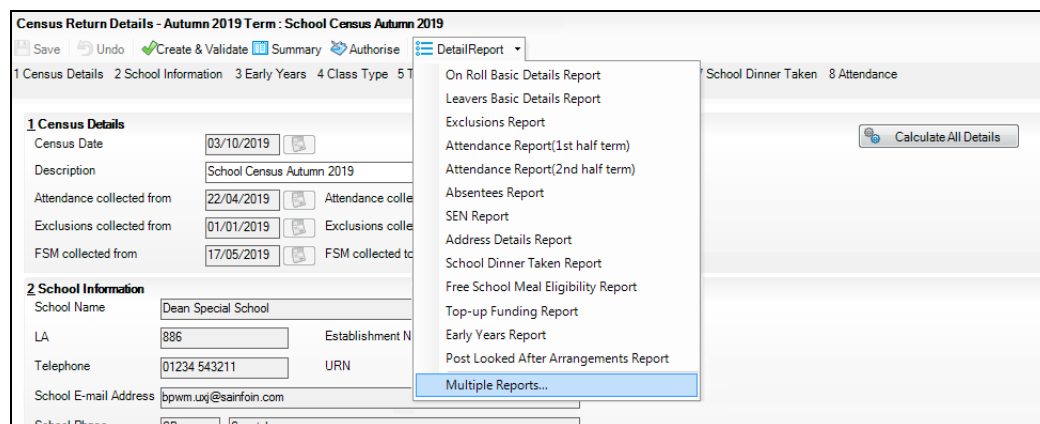 Census Return Details - Autumn 2019 Term : School Census Autumn 2019
Save Undo Create & Validate Summary Authorise DetailReport
1 Census Details 2 School Information 3 Early Years 4 Class Type 5 School Dinner Taken 8 Attendance
On Roll Basic Details Report
Leavers Basic Details Report
Exclusions Report
Attendance Report(1st half term)
Attendance Report(2nd half term)
Absentees Report
SEN Report
Address Details Report
School Dinner Taken Report
Free School Meal Eligibility Report
Top-up Funding Report
Early Years Report
Post Looked After Arrangements Report
Multiple Reports...
1 Census Details
Calculate All Details
Census Date 03/10/2019
Description School Census Autumn 2019
Attendance collected from 22/04/2019 Attendance colle
Exclusions collected from 01/01/2019 Exclusions colle
FSM collected from 17/05/2019 FSM collected to
2 School Information
School Name Dean Special School
LA 886 Establishment N
Telephone 01234 543211 URN
School E-mail Address bpwm.uxj@sainfoin.com